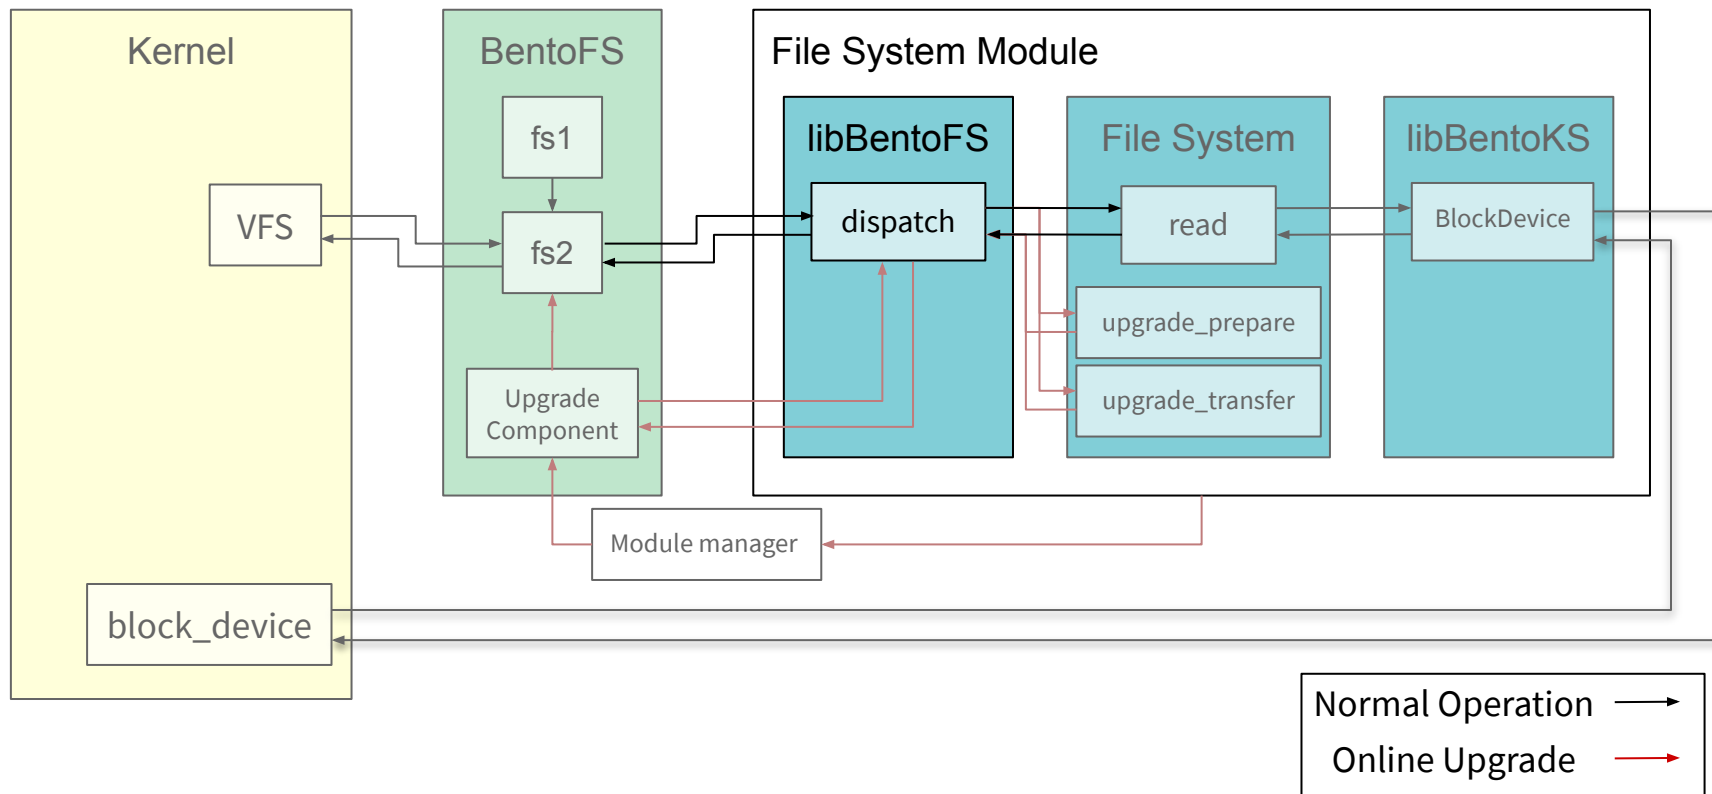 Kernel
BentoFS
File System Module
fs1
libBentoFS
File System
libBentoKS
VFS
fs2
dispatch
read
BlockDevice
upgrade_prepare
Upgrade
Component
upgrade_transfer
Module manager
block_device
Normal Operation
Online Upgrade